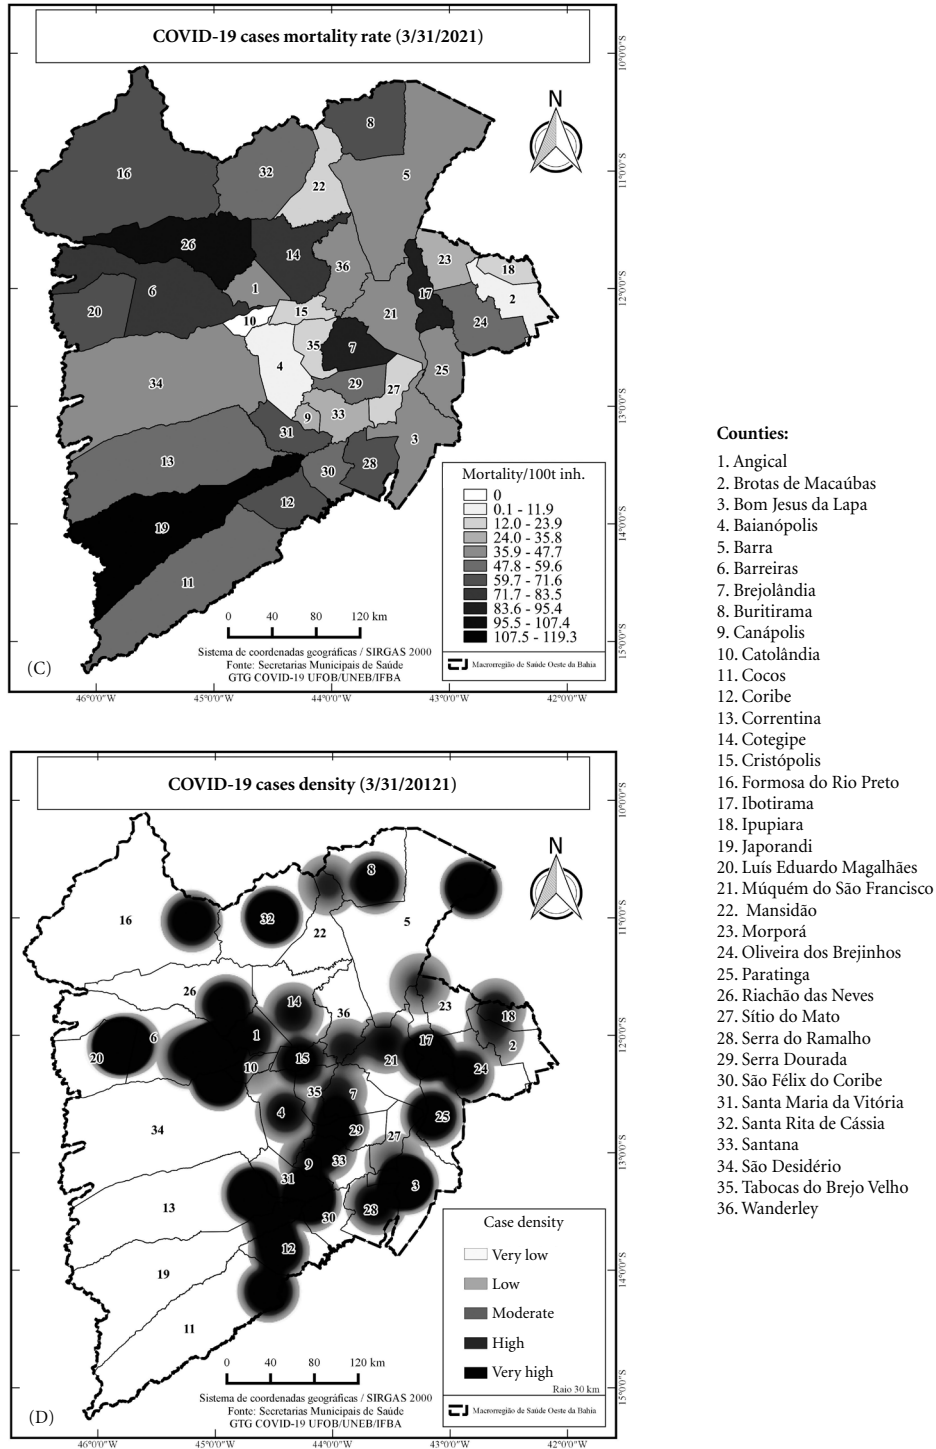 COVID-19 cases mortality rate (3/31/2021)
N
10°0'0"S
11°0'0"S
12°0'0"S
13°0'0"S
14°0'0"S
15°0'0"S
8
16
32
22
5
26
14
36
23
18
6
1
17
2
20
10
15
21
24
35
7
4
25
34
29
27
9
33
31
3
13
30
28
12
19
11
Mortality/100t inh.
0
0.1 - 11.9
12.0 - 23.9
24.0 - 35.8
35.9 - 47.7
47.8 - 59.6
59.7 - 71.6
71.7 - 83.5
83.6 - 95.4
95.5 - 107.4
107.5 - 119.3
0 40 80 120 km
Sistema de coordenadas geográficas / SIRGAS 2000
Fonte: Secretarias Municipais de Saúde
GTG COVID-19 UFOB/UNEB/IFBA
Macrorregião de Saúde Oeste da Bahia
(C)
46°0'0"W 45°0'0"W 44°0'0"W 43°0'0"W 42°0'0"W
COVID-19 cases density (3/31/20121)
N
10°0'0"S
11°0'0"S
12°0'0"S
13°0'0"S
14°0'0"S
15°0'0"S
8
16
32
22
5
26
14
36
23
18
6
1
17
2
20
10
15
21
24
35
7
4
25
34
29
27
9
33
31
3
13
30
28
12
19
11
Case density
Very low
Low
Moderate
High
Very high
Raio 30 km
0 40 80 120 km
Sistema de coordenadas geográficas / SIRGAS 2000
Fonte: Secretarias Municipais de Saúde
GTG COVID-19 UFOB/UNEB/IFBA
Macrorregião de Saúde Oeste da Bahia
(D)
46°0'0"W 45°0'0"W 44°0'0"W 43°0'0"W 42°0'0"W
Counties:
1. Angical
2. Brotas de Macaúbas
3. Bom Jesus da Lapa
4. Baianópolis
5. Barra
6. Barreiras
7. Brejolândia
8. Buritirama
9. Canápolis
10. Catolândia
11. Cocos
12. Coribe
13. Correntina
14. Cotegipe
15. Cristópolis
16. Formosa do Rio Preto
17. Ibotirama
18. Ipupiara
19. Japorandi
20. Luís Eduardo Magalhães
21. Múquém do São Francisco
22. Mansidão
23. Morporá
24. Oliveira dos Brejinhos
25. Paratinga
26. Riachão das Neves
27. Sítio do Mato
28. Serra do Ramalho
29. Serra Dourada
30. São Félix do Coribe
31. Santa Maria da Vitória
32. Santa Rita de Cássia
33. Santana
34. São Desidério
35. Tabocas do Brejo Velho
36. Wanderley